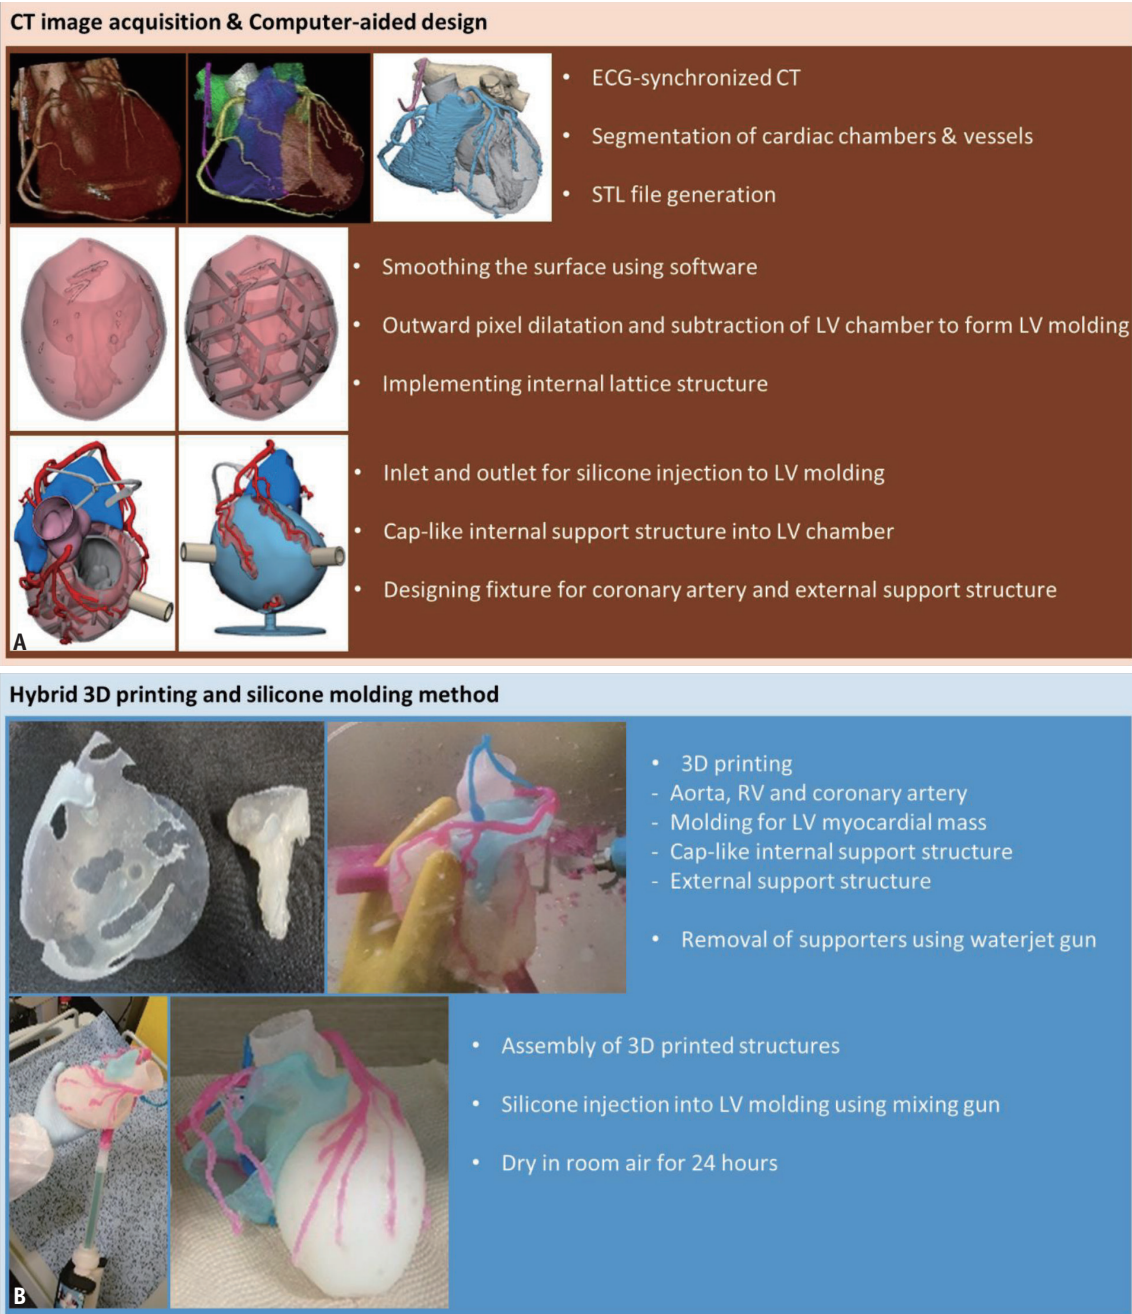 CT image acquisition & Computer-aided design
• ECG-synchronized CT
• Segmentation of cardiac chambers & vessels
• STL file generation
• Smoothing the surface using software
• Outward pixel dilatation and subtraction of LV chamber to form LV molding
• Implementing internal lattice structure
• Inlet and outlet for silicone injection to LV molding
• Cap-like internal support structure into LV chamber
• Designing fixture for coronary artery and external support structure
A
Hybrid 3D printing and silicone molding method
• 3D printing
- Aorta, RV and coronary artery
- Molding for LV myocardial mass
- Cap-like internal support structure
- External support structure
• Removal of supporters using waterjet gun
• Assembly of 3D printed structures
• Silicone injection into LV molding using mixing gun
• Dry in room air for 24 hours
B